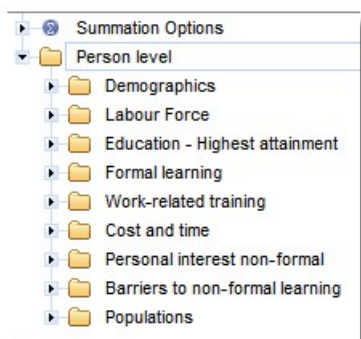 Summation Options
Person level
Demographics
Labour Force
Education - Highest attainment
Formal learning
Work-related training
Cost and time
Personal interest non-formal
Barriers to non-formal learning
Populations